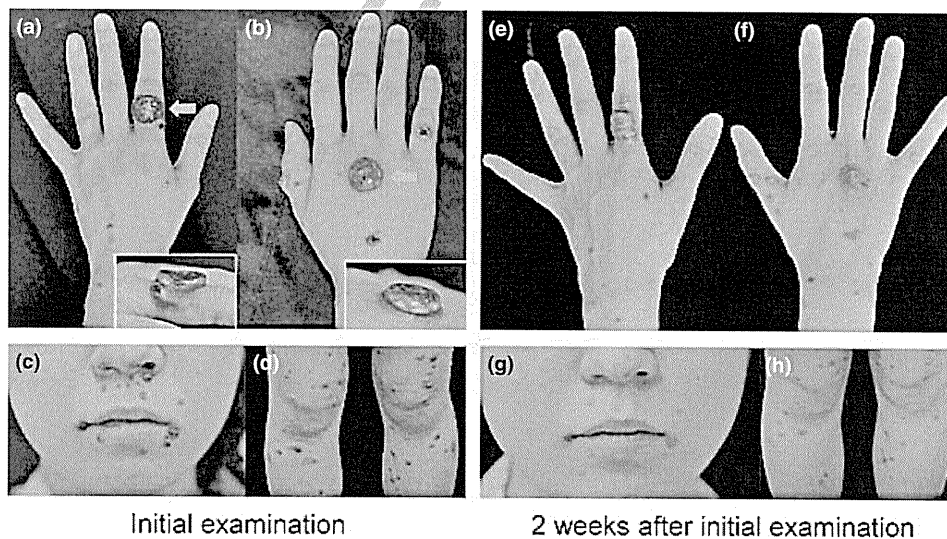 (a)
(b)
(e)
(f)
(c)
(d)
(g)
(h)
Initial examination
2 weeks after initial examination